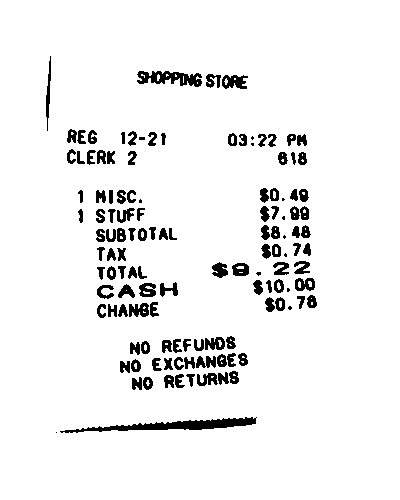 SHOPPING STORE
REG 12-21 03:22 PM
CLERK 2 618
1 MISC. $0.49
1 STUFF $7.99
SUBTOTAL $8.48
TAX $0.74
TOTAL $9.22
CASH $10.00
CHANGE $0.78
NO REFUNDS
NO EXCHANGES
NO RETURNS